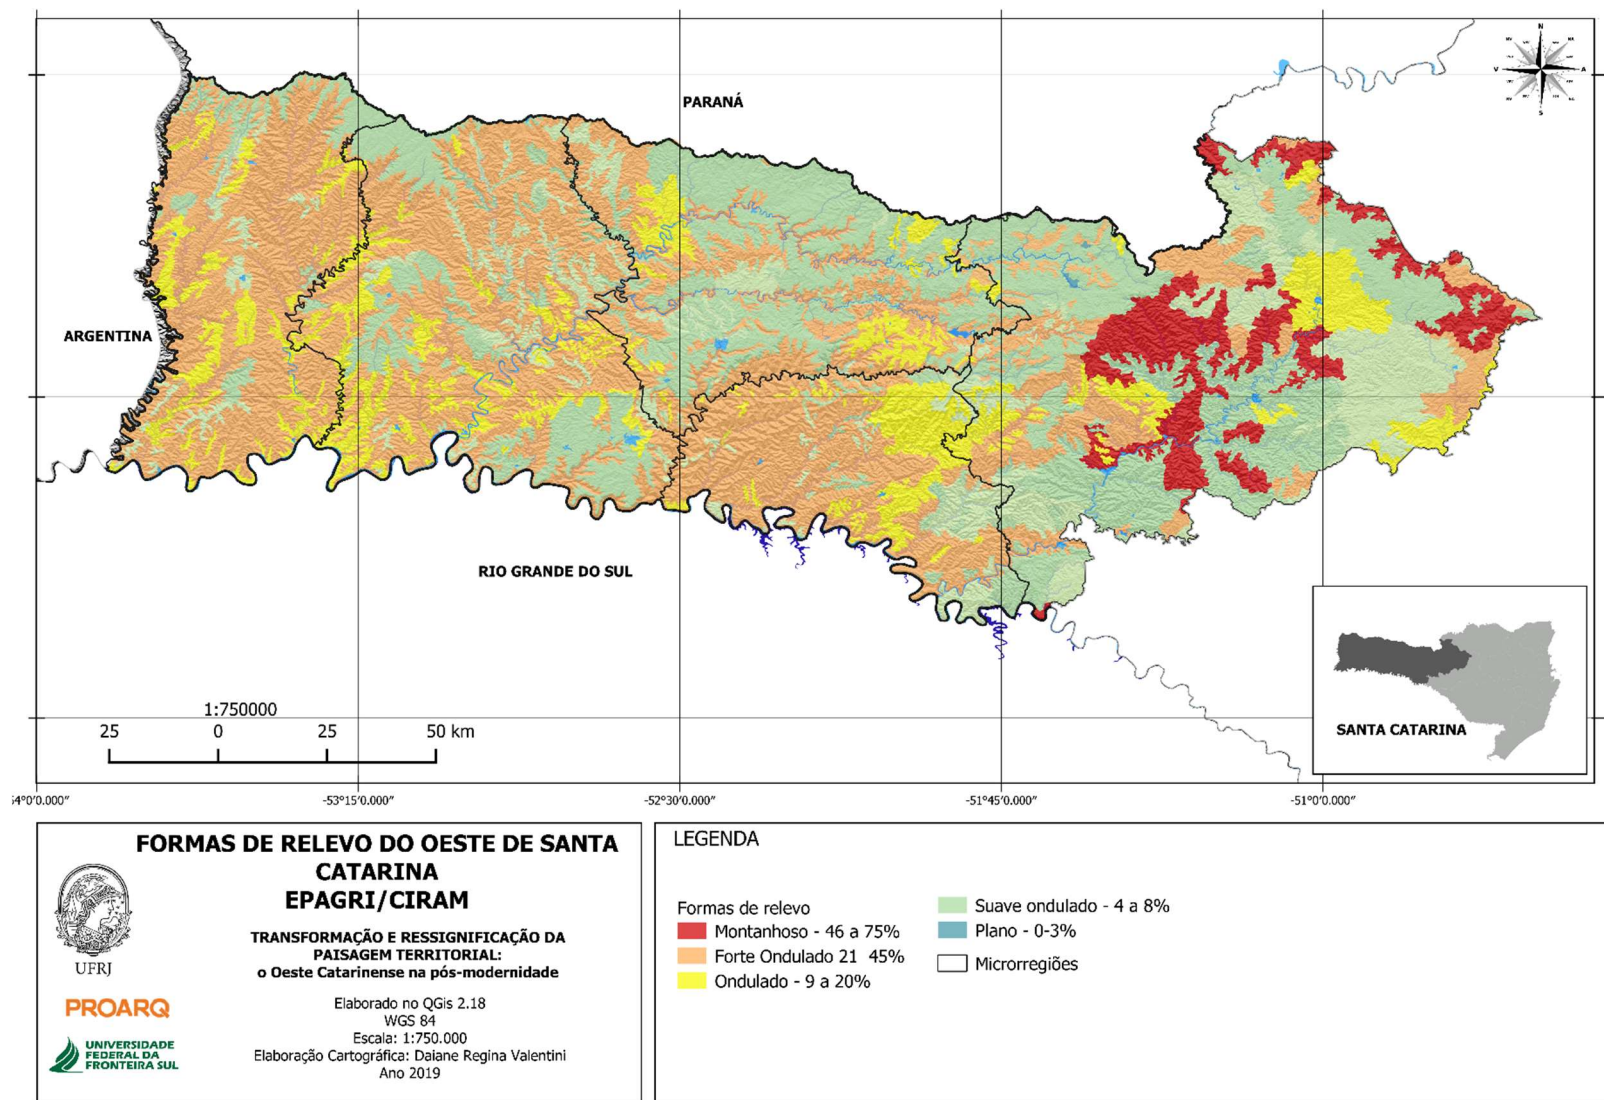 PARANÁ
ARGENTINA
RIO GRANDE DO SUL
N
V
A
S
SANTA CATARINA
1:750000
25 0 25 50 km
54°0'0.000"
-53°15'0.000"
-52°30'0.000"
-51°45'0.000"
-51°0'0.000"
FORMAS DE RELEVO DO OESTE DE SANTA
CATARINA
EPAGRI/CIRAM
TRANSFORMAÇÃO E RESSIGNIFICAÇÃO DA
PAISAGEM TERRITORIAL:
o Oeste Catarinense na pós-modernidade
Elaborado no QGis 2.18
WGS 84
Escala: 1:750.000
Elaboração Cartográfica: Daiane Regina Valentini
Ano 2019
UFRJ
PROARQ
UNIVERSIDADE
FEDERAL DA
FRONTEIRA SUL
LEGENDA
Formas de relevo
Montanhoso - 46 a 75%
Forte Ondulado 21 45%
Ondulado - 9 a 20%
Suave ondulado - 4 a 8%
Plano - 0-3%
Microrregiões